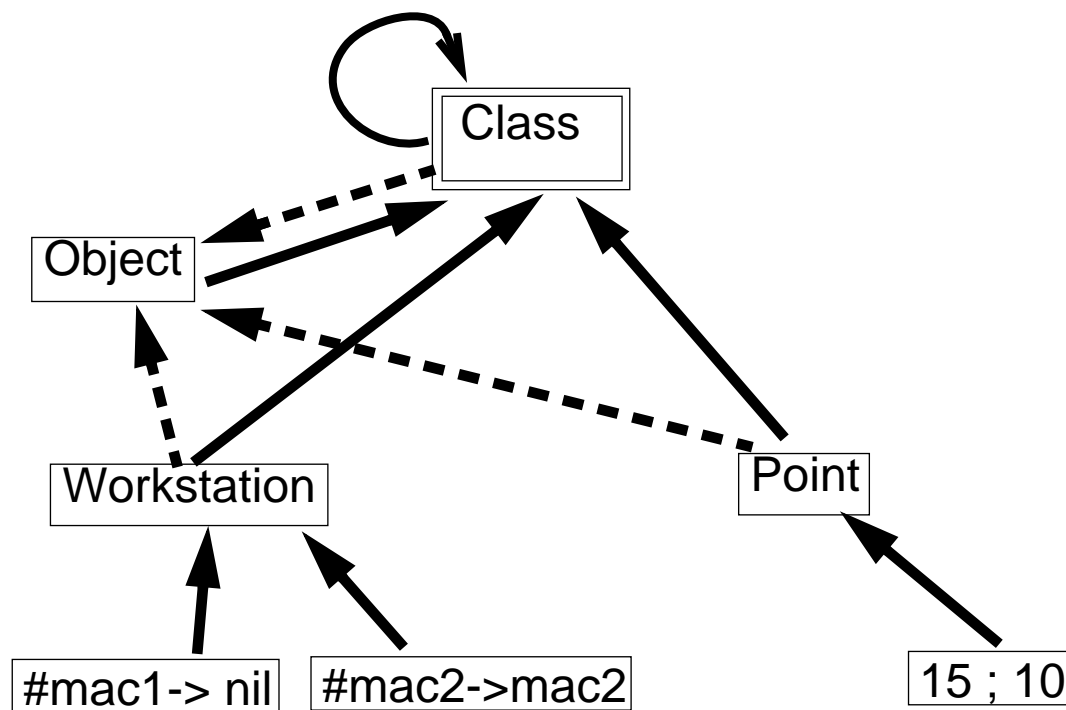 Class
Object
Workstation
Point
#mac1-> nil
#mac2->mac2
15 ; 10